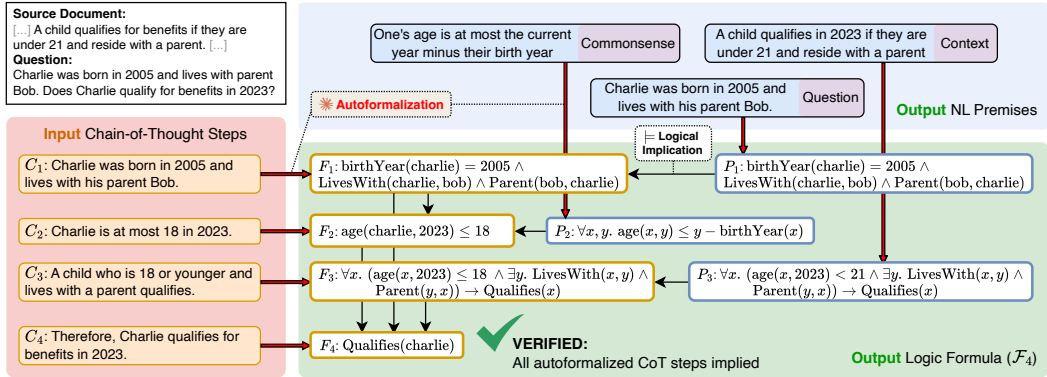 Source Document:
[...] A child qualifies for benefits if they are
under 21 and reside with a parent. [...]
Question:
Charlie was born in 2005 and lives with parent
Bob. Does Charlie qualify for benefits in 2023?
One's age is at most the current
year minus their birth year
Commonsense
A child qualifies in 2023 if they are
under 21 and reside with a parent
Context
Charlie was born in 2005 and
lives with his parent Bob.
Question
Autoformalization
Output NL Premises
Input Chain-of-Thought Steps
⊨ Logical
Implication
C₁: Charlie was born in 2005 and
lives with his parent Bob.
F₁: birthYear(charlie) = 2005 ∧
LivesWith(charlie, bob) ∧ Parent(bob, charlie)
P₁: birthYear(charlie) = 2005 ∧
LivesWith(charlie, bob) ∧ Parent(bob, charlie)
C₂: Charlie is at most 18 in 2023.
F₂: age(charlie, 2023) ≤ 18
P₂: ∀x, y. age(x, y) ≤ y − birthYear(x)
C₃: A child who is 18 or younger and
lives with a parent qualifies.
F₃: ∀x. (age(x, 2023) ≤ 18 ∧ ∃y. LivesWith(x, y) ∧
Parent(y, x)) → Qualifies(x)
P₃: ∀x. (age(x, 2023) < 21 ∧ ∃y. LivesWith(x, y) ∧
Parent(y, x)) → Qualifies(x)
C₄: Therefore, Charlie qualifies for
benefits in 2023.
F₄: Qualifies(charlie)
VERIFIED:
All autoformalized CoT steps implied
Output Logic Formula (ℱ₄)